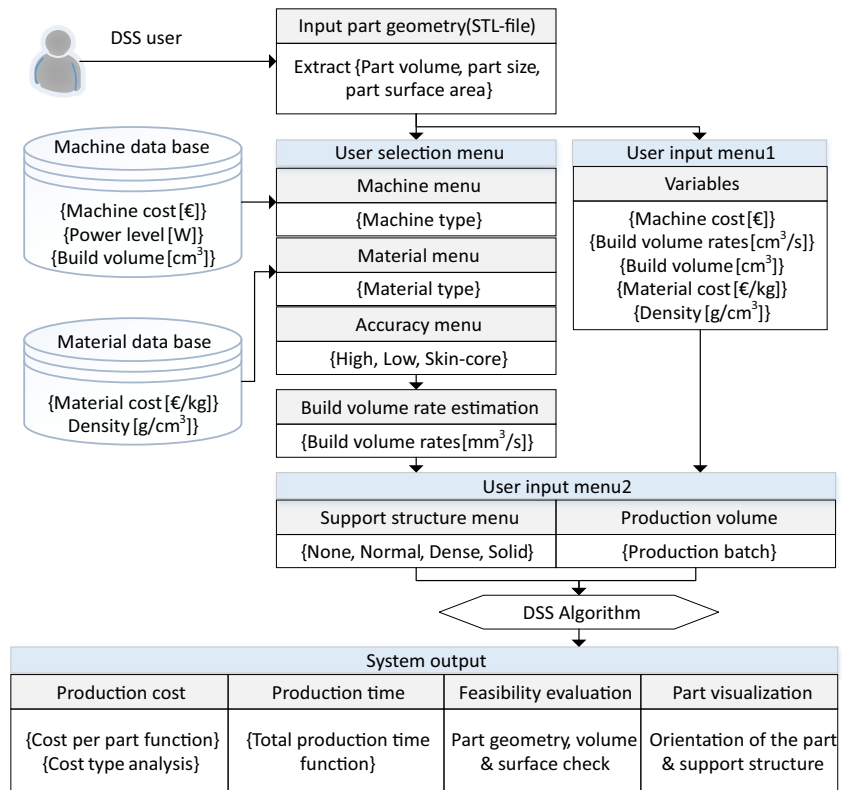 DSS user
Input part geometry(STL-file)
Extract {Part volume, part size,
part surface area}
Machine data base
{Machine cost[€]}
{Power level[W]}
{Build volume[cm³]}
Material data base
{Material cost[€/kg]}
Density[g/cm³]}
User selection menu
Machine menu
{Machine type}
Material menu
{Material type}
Accuracy menu
{High, Low, Skin-core}
Build volume rate estimation
{Build volume rates[mm³/s]}
User input menu1
Variables
{Machine cost[€]
{Build volume rates[cm³/s]}
{Build volume[cm³]
{Material cost[€/kg]}
{Density[g/cm³]}
User input menu2
Support structure menu
{None, Normal, Dense, Solid}
Production volume
{Production batch}
DSS Algorithm
System output
Production cost
{Cost per part function}
{Cost type analysis}
Production time
{Total production time
function}
Feasibility evaluation
Part geometry, volume
& surface check
Part visualization
Orientation of the part
& support structure